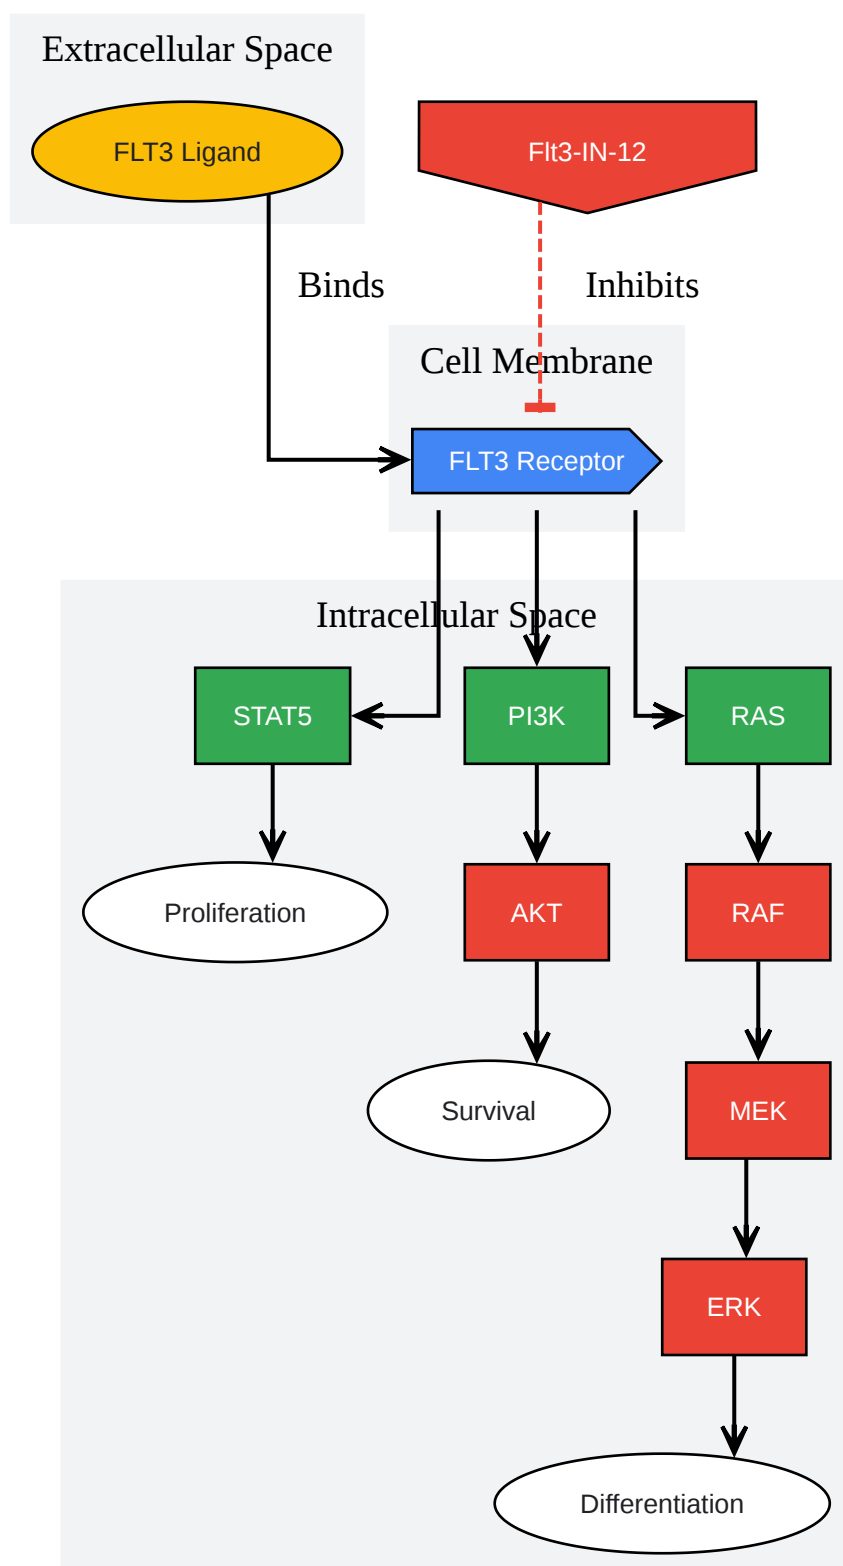 Extracellular Space
FLT3 Ligand
Flt3-IN-12
Binds
Inhibits
Cell Membrane
FLT3 Receptor
Intracellular Space
STAT5
PI3K
RAS
Proliferation
AKT
RAF
Survival
MEK
ERK
Differentiation